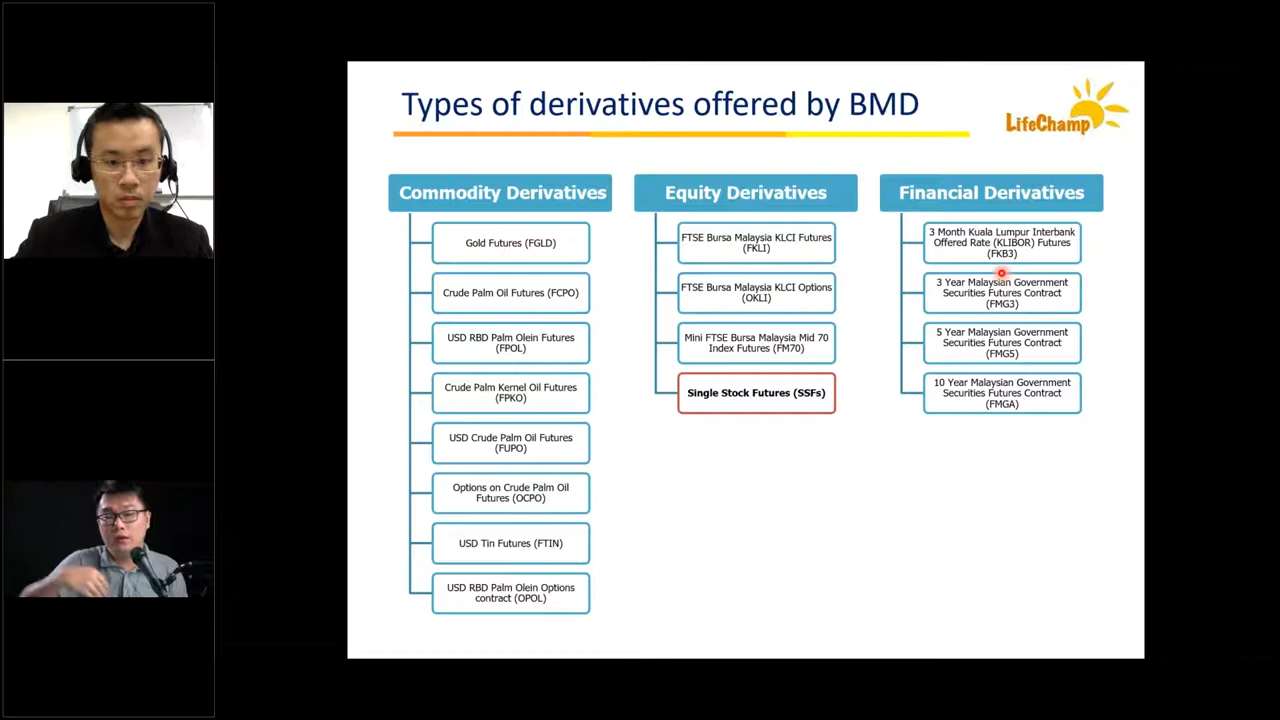 Types of derivatives offered by BMD
LifeChamp
Commodity Derivatives
Gold Futures (FGLD)
Crude Palm Oil Futures (FCPO)
USD RBD Palm Olein Futures
(FPOL)
Crude Palm Kernel Oil Futures
(FPKO)
USD Crude Palm Oil Futures
(FUPO)
Options on Crude Palm Oil
Futures (OCPO)
USD Tin Futures (FTIN)
USD RBD Palm Olein Options
contract (OPOL)
Equity Derivatives
FTSE Bursa Malaysia KLCI Futures
(FKLI)
FTSE Bursa Malaysia KLCI Options
(OKLI)
Mini FTSE Bursa Malaysia Mid 70
Index Futures (FM70)
Single Stock Futures (SSFs)
Financial Derivatives
3 Month Kuala Lumpur Interbank
Offered Rate (KLIBOR) Futures
(FKB3)
3 Year Malaysian Government
Securities Futures Contract
(FMG3)
5 Year Malaysian Government
Securities Futures Contract
(FMG5)
10 Year Malaysian Government
Securities Futures Contract
(FMGA)